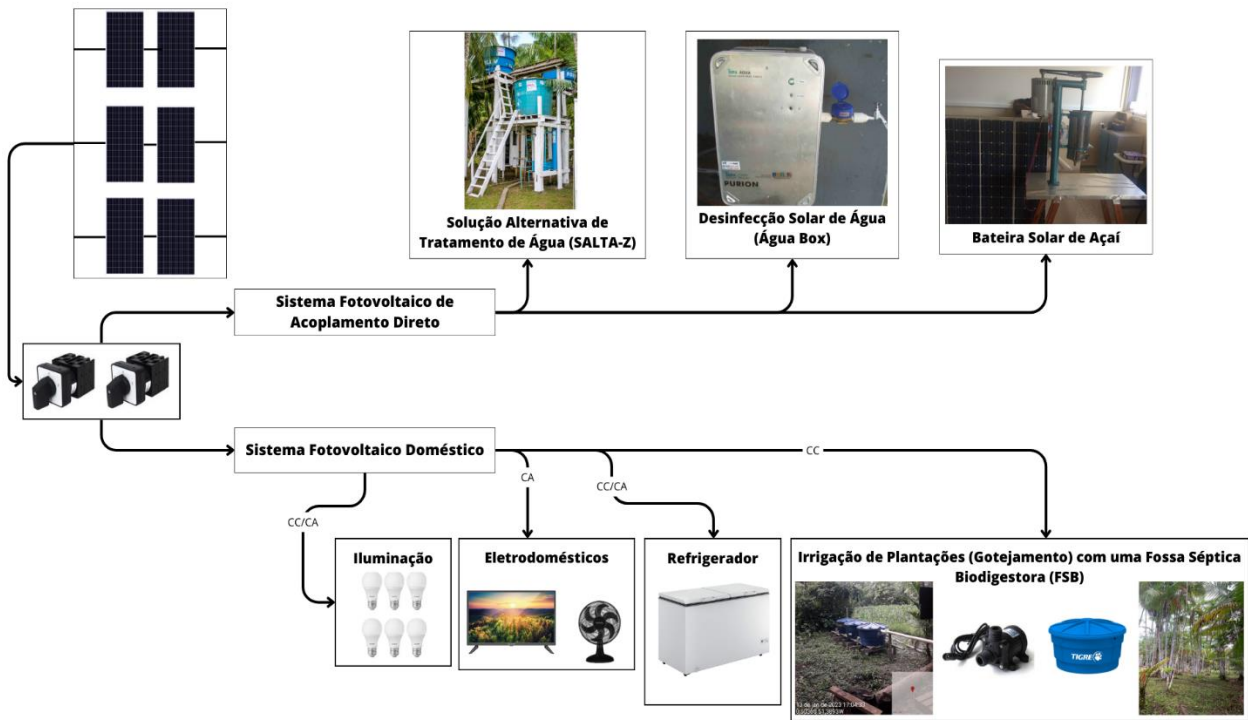 Solução Alternativa de
Tratamento de Água (SALTA-Z)
PURION
Desinfecção Solar de Água
(Água Box)
Bateira Solar de Açaí
Sistema Fotovoltaico de
Acoplamento Direto
Sistema Fotovoltaico Doméstico
CC/CA
CA
CC/CA
CC
Iluminação
Eletrodomésticos
Refrigerador
Irrigação de Plantações (Gotejamento) com uma Fossa Séptica
Biodigestora (FSB)
TIGRE